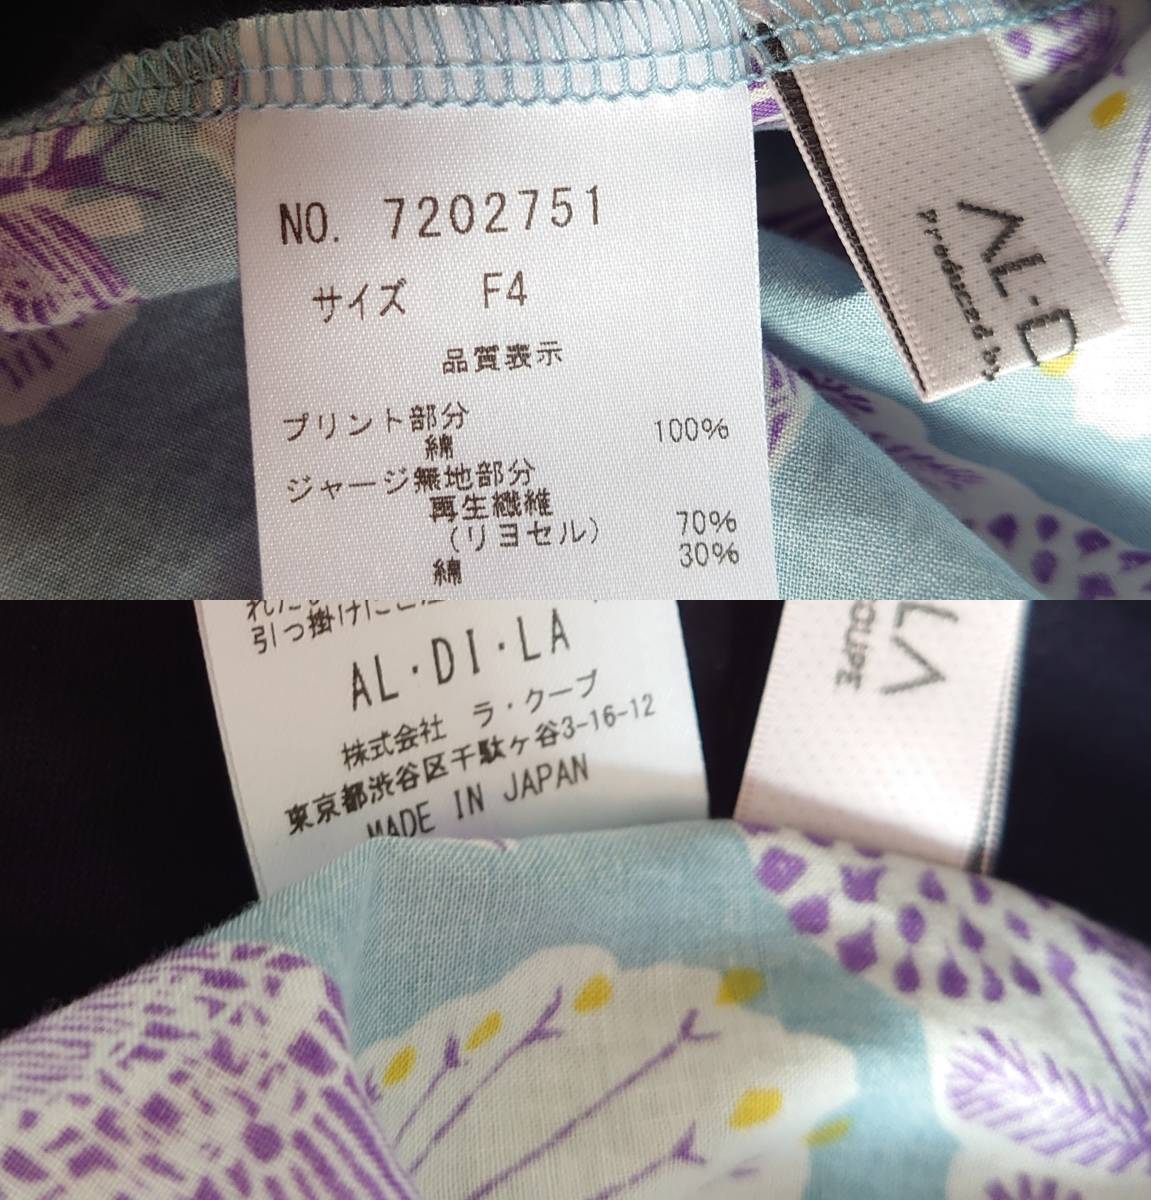 NO. 7202751
サイズ F4
品質表示
プリント部分
綿 100%
ジャージ無地部分
再生繊維
(リヨセル) 70%
綿 30%
AL・D
Produced by
引っ掛けにご注
AL・DI・LA
株式会社 ラ・クープ
東京都渋谷区千駄ヶ谷3-16-12
MADE IN JAPAN
LA
COUPE